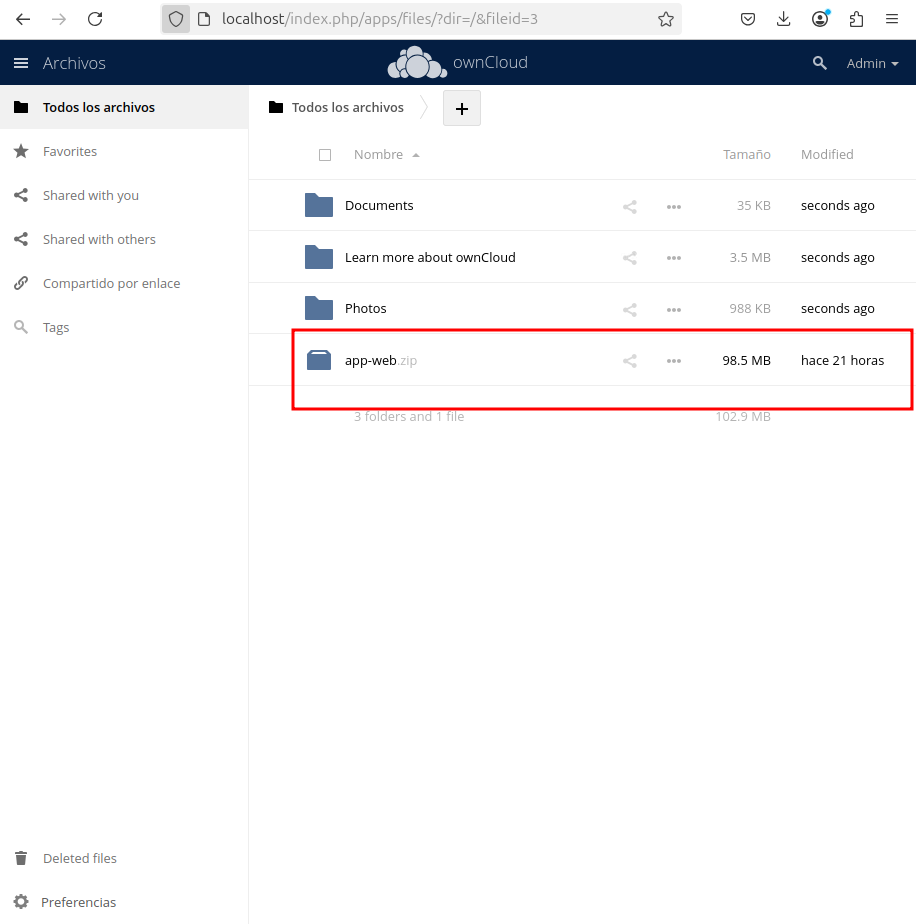 localhost/index.php/apps/files/?dir=/&fileid=3
Archivos
ownCloud
Admin
Todos los archivos
Favorites
Shared with you
Shared with others
Compartido por enlace
Tags
Deleted files
Preferencias
Todos los archivos +
Nombre Tamaño Modified
Documents 35 KB seconds ago
Learn more about ownCloud 3.5 MB seconds ago
Photos 988 KB seconds ago
app-web.zip 98.5 MB hace 21 horas
3 folders and 1 file 102.9 MB